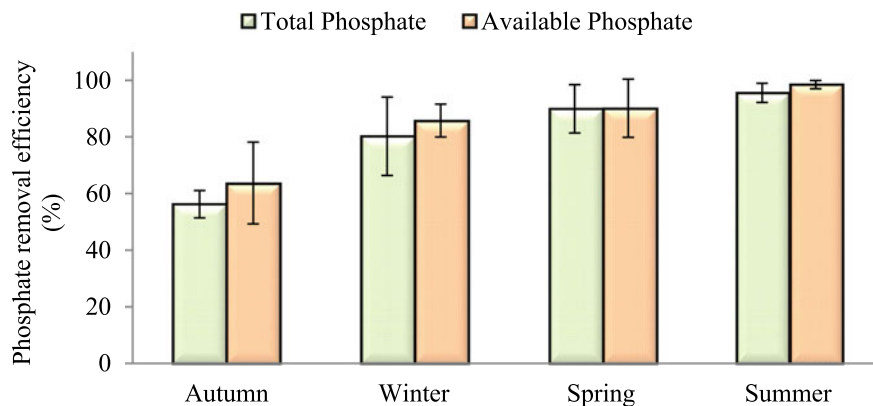 Total Phosphate Available Phosphate
Phosphate removal efficiency
(%)
100
80
60
40
20
0
Autumn Winter Spring Summer